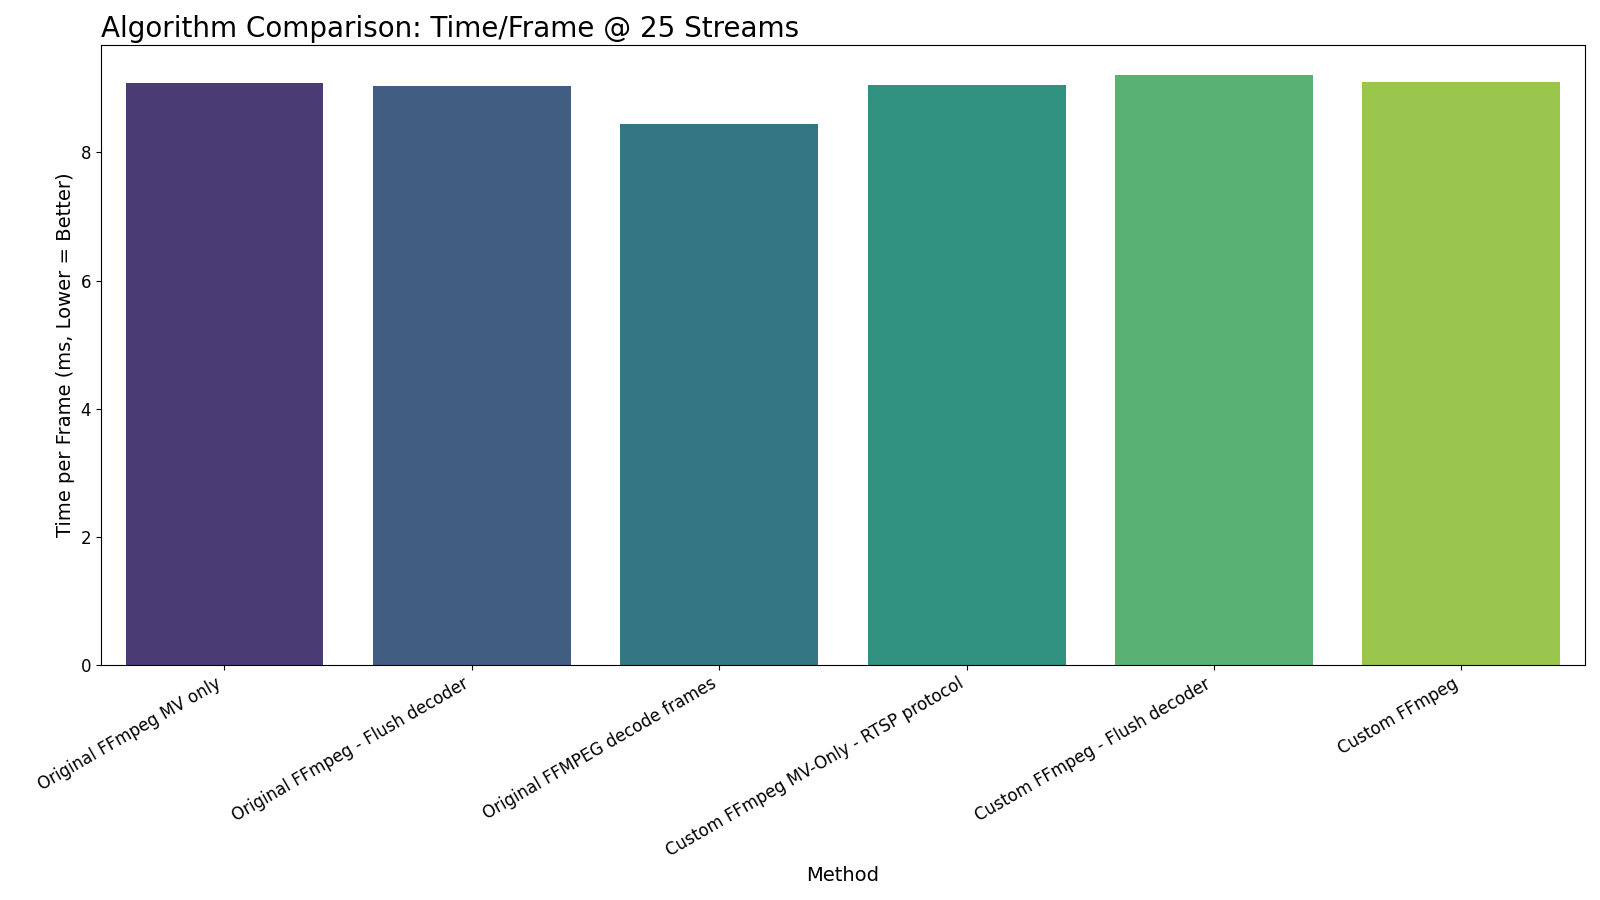 Algorithm Comparison: Time/Frame @ 25 Streams
Time per Frame (ms, Lower = Better)
8
6
4
2
0
Original FFmpeg MV only
Original FFmpeg - Flush decoder
Original FFMPEG decode frames
Custom FFmpeg MV-Only - RTSP protocol
Custom FFmpeg - Flush decoder
Custom FFmpeg
Method